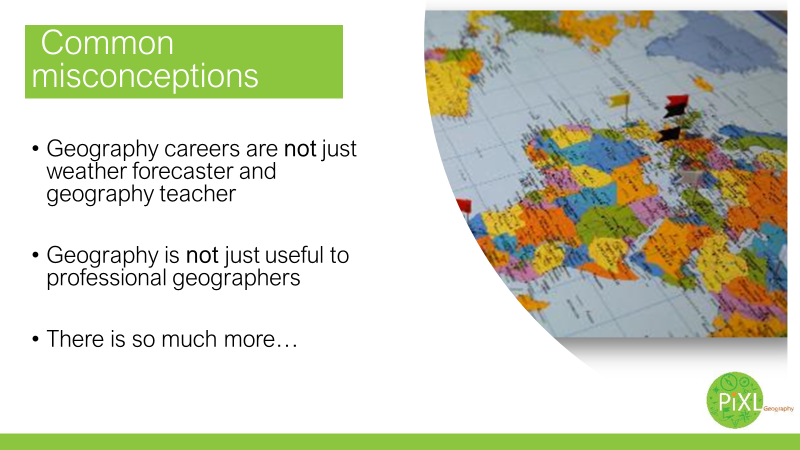 Common
misconceptions
• Geography careers are not just
weather forecaster and
geography teacher
• Geography is not just useful to
professional geographers
• There is so much more…
PiXL
Geography